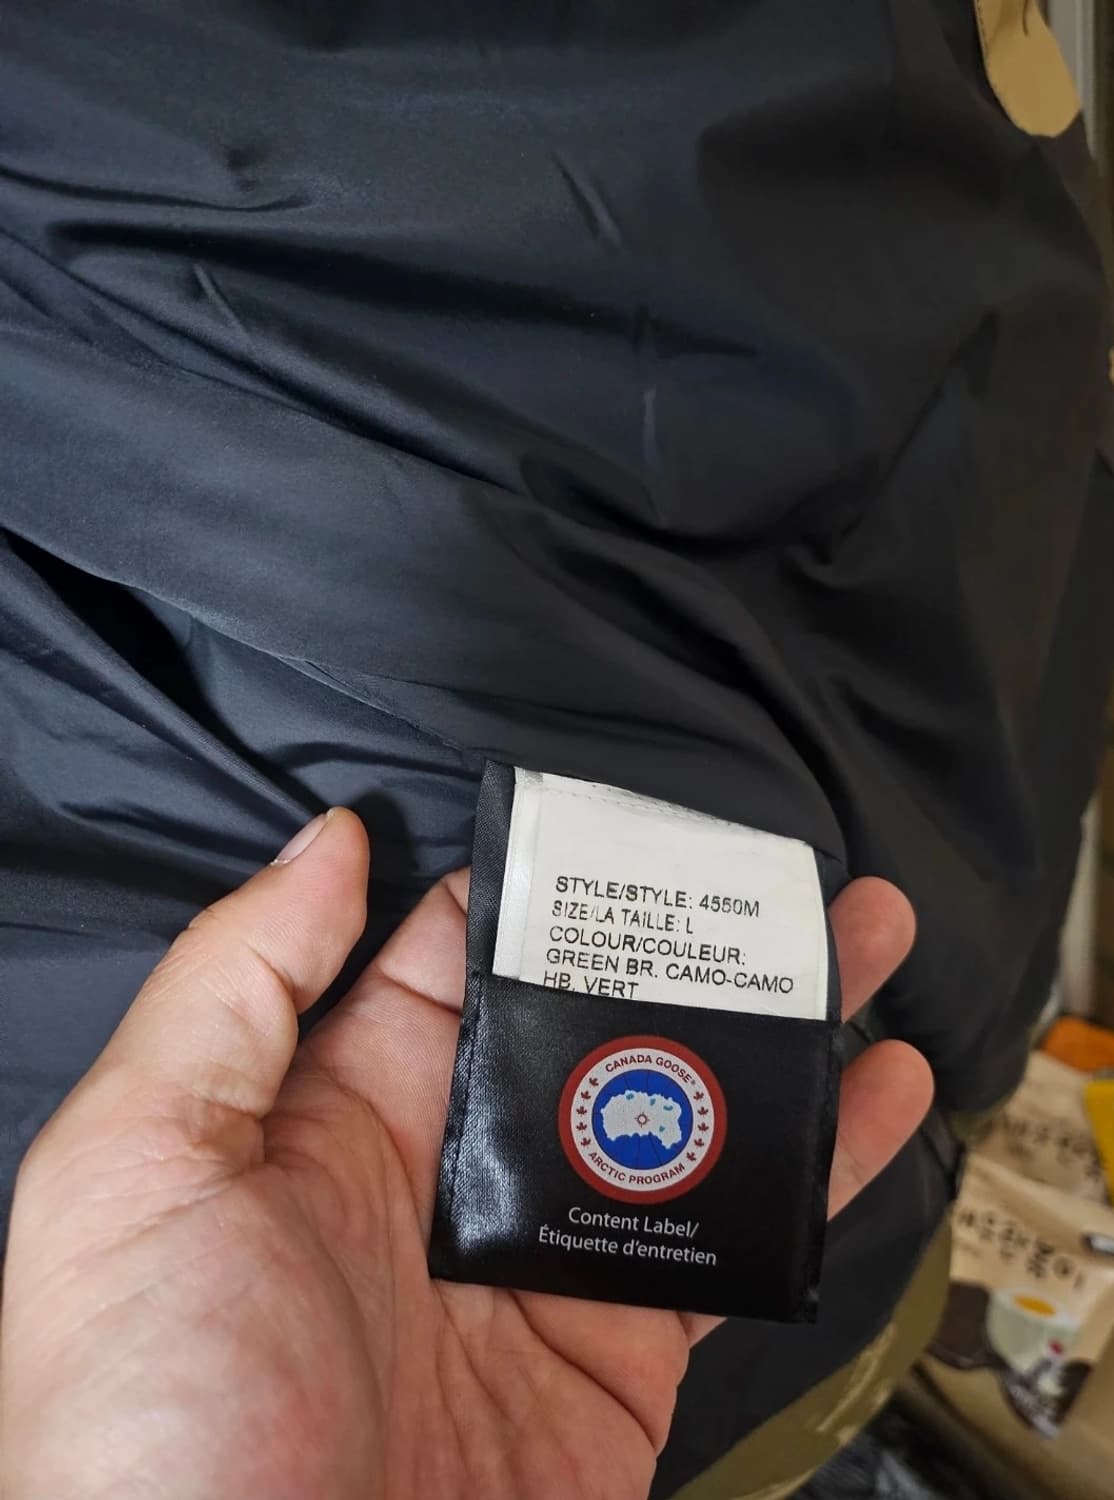 STYLE/STYLE: 4550M
SIZE/LA TAILLE: L
COLOUR/COULEUR:
GREEN BR. CAMO-CAMO
HB. VERT
CANADA GOOSE®
ARCTIC PROGRAM
Content Label/
Étiquette d'entretien